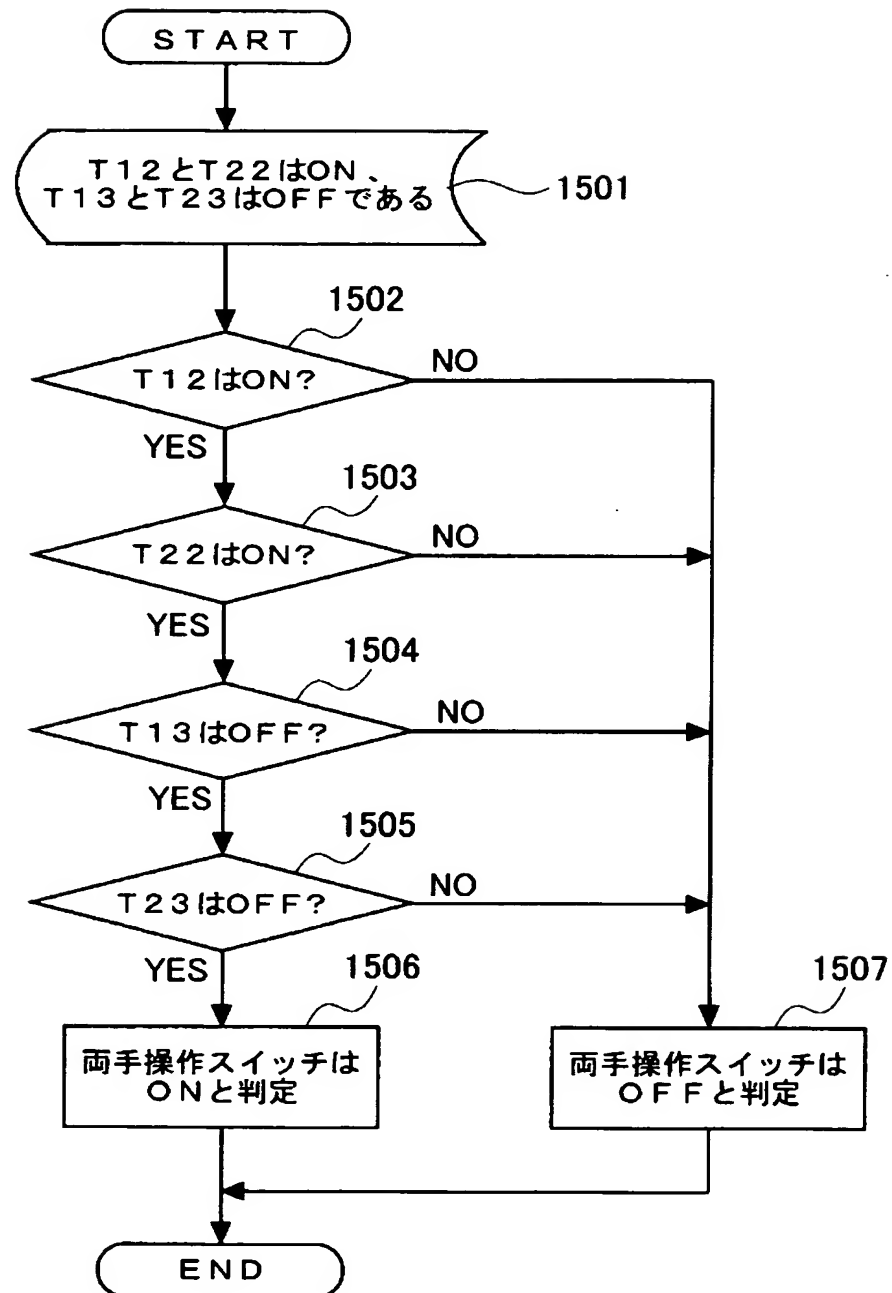 START
T12とT22はON、
T13とT23はOFFである
1501
1502
T12はON?
NO
YES
1503
T22はON?
NO
YES
1504
T13はOFF?
NO
YES
1505
T23はOFF?
NO
YES
1506
両手操作スイッチは
ONと判定
1507
両手操作スイッチは
OFFと判定
END